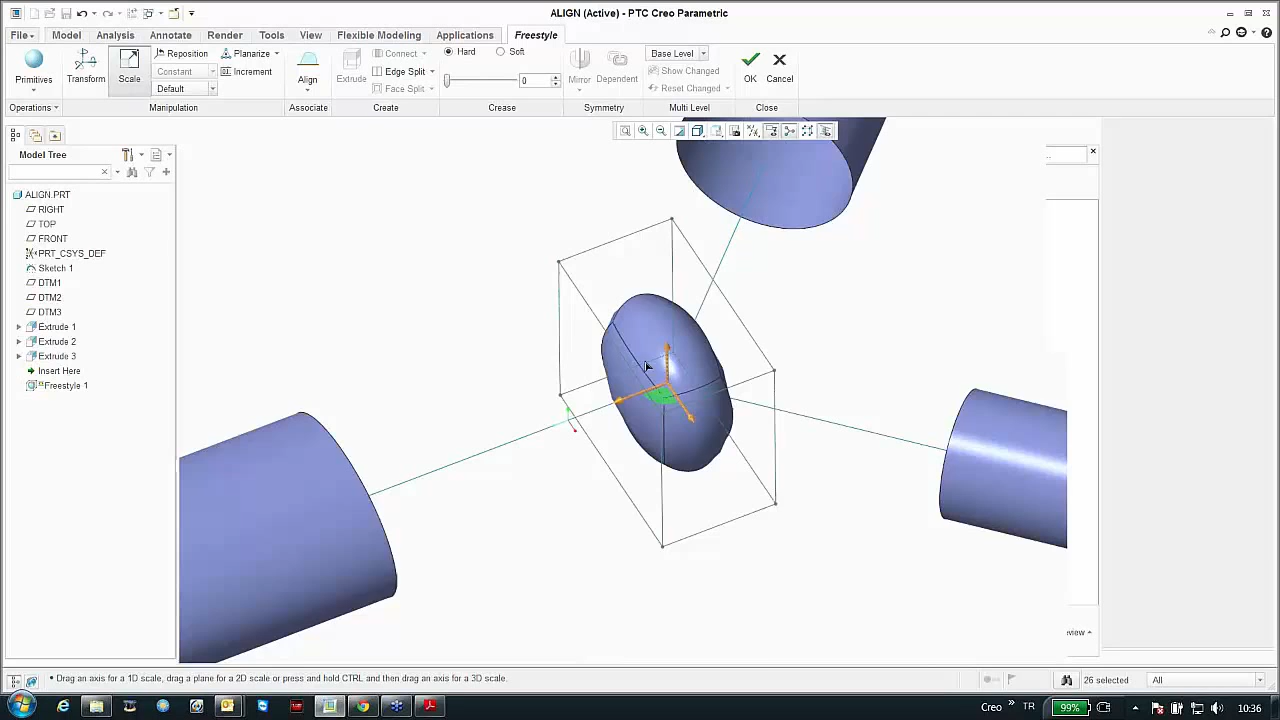 ALIGN (Active) - PTC Creo Parametric
File Model Analysis Annotate Render Tools View Flexible Modeling Applications Freestyle
Primitives Transform Scale Reposition Planarize
Constant Increment
Default
Align Extrude Connect
Edge Split
Face Split
Hard Soft
0
Mirror Dependent
Base Level
Show Changed
Reset Changed
OK Cancel
Operations Manipulation Associate Create Crease Symmetry Multi Level Close
Model Tree
ALIGN.PRT
RIGHT
TOP
FRONT
PRT_CSYS_DEF
Sketch 1
DTM1
DTM2
DTM3
Extrude 1
Extrude 2
Extrude 3
Insert Here
Freestyle 1
...
view
• Drag an axis for a 1D scale, drag a plane for a 2D scale or press and hold CTRL and then drag an axis for a 3D scale.
26 selected All
Creo » TR 99% 10:36